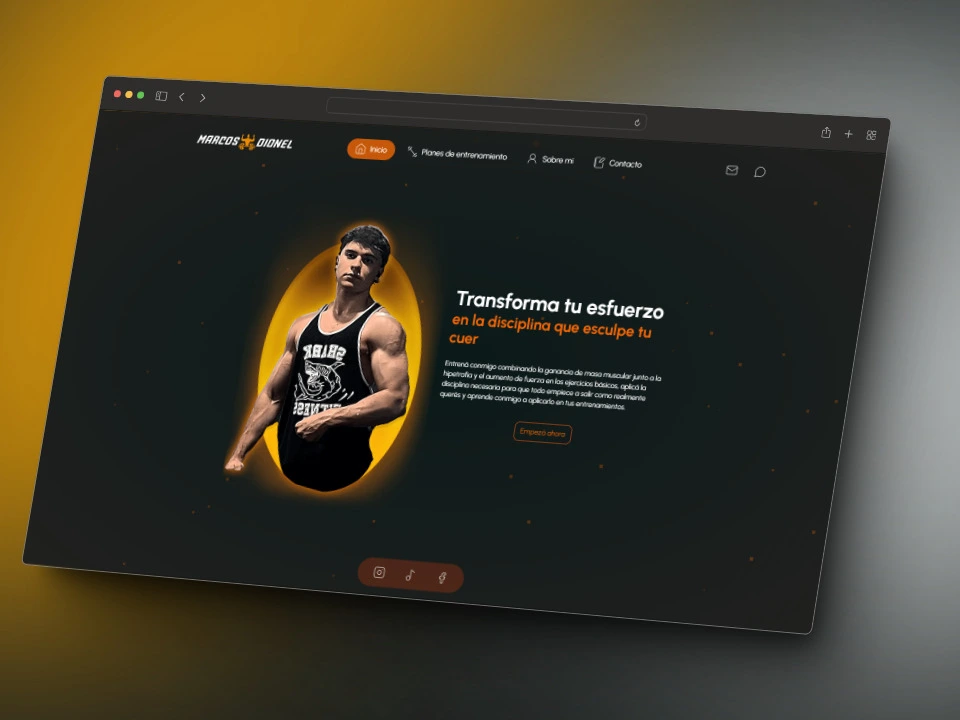 MARCOS DIONEL
Inicio
Planes de entrenamiento
Sobre mi
Contacto
SHARK
FITNESS
Transforma tu esfuerzo
en la disciplina que esculpe tu
cuer
Entrená conmigo combinando la ganancia de masa muscular junto a la
hipetrofia y el aumento de fuerza en los ejercicios básicos, aplicá la
disciplina necesaria para que todo empiece a salir como realmente
querés y aprende conmigo a aplicarlo en tus entrenamientos.
Empezá ahora